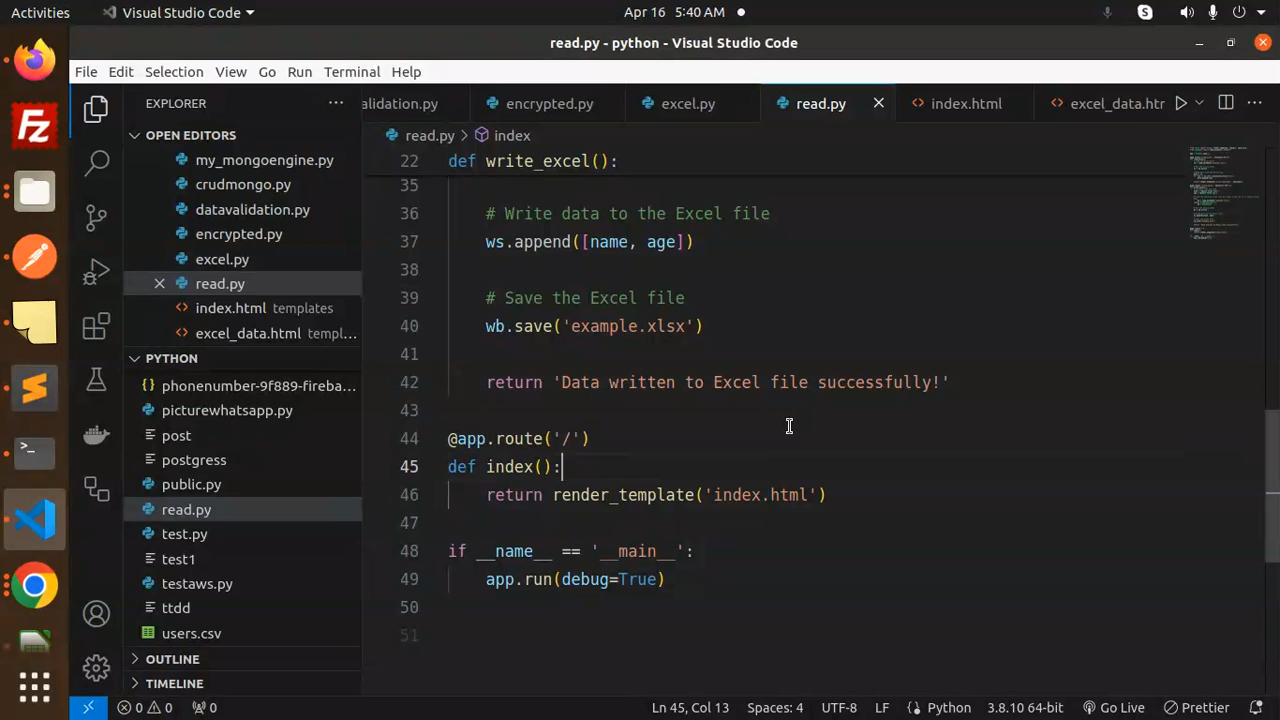 Activities
Visual Studio Code
Apr 16 5:40 AM
read.py - python - Visual Studio Code
File Edit Selection View Go Run Terminal Help
EXPLORER
alidation.py
encrypted.py
excel.py
read.py
index.html
excel_data.htr
OPEN EDITORS
my_mongoengine.py
crudmongo.py
datavalidation.py
encrypted.py
excel.py
read.py
index.html templates
excel_data.html templ...
PYTHON
phonenumber-9f889-fireba...
picturewhatsapp.py
post
postgress
public.py
read.py
test.py
test1
testaws.py
ttdd
users.csv
OUTLINE
TIMELINE
read.py > index
22 def write_excel():
35
36 # Write data to the Excel file
37 ws.append([name, age])
38
39 # Save the Excel file
40 wb.save('example.xlsx')
41
42 return 'Data written to Excel file successfully!'
43
44 @app.route('/')
45 def index():
46 return render_template('index.html')
47
48 if __name__ == '__main__':
49 app.run(debug=True)
50
51
0 0 0
Ln 45, Col 13
Spaces: 4
UTF-8
LF
Python
3.8.10 64-bit
Go Live
Prettier